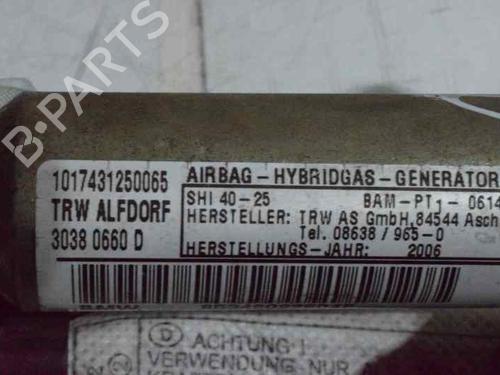 B-PARTS
1017431250065
TRW ALFDORF
3038 0660 D
AIRBAG - HYBRIDGAS - GENERATOR
SHI 40-25 BAM-PT1- 0614
HERSTELLER: TRW AS GmbH, 84544 Asch
Tel. 08638/965-0
HERSTELLUNGS-JAHR: 2006
D ACHTUNG!
VERWENDUNG NUR